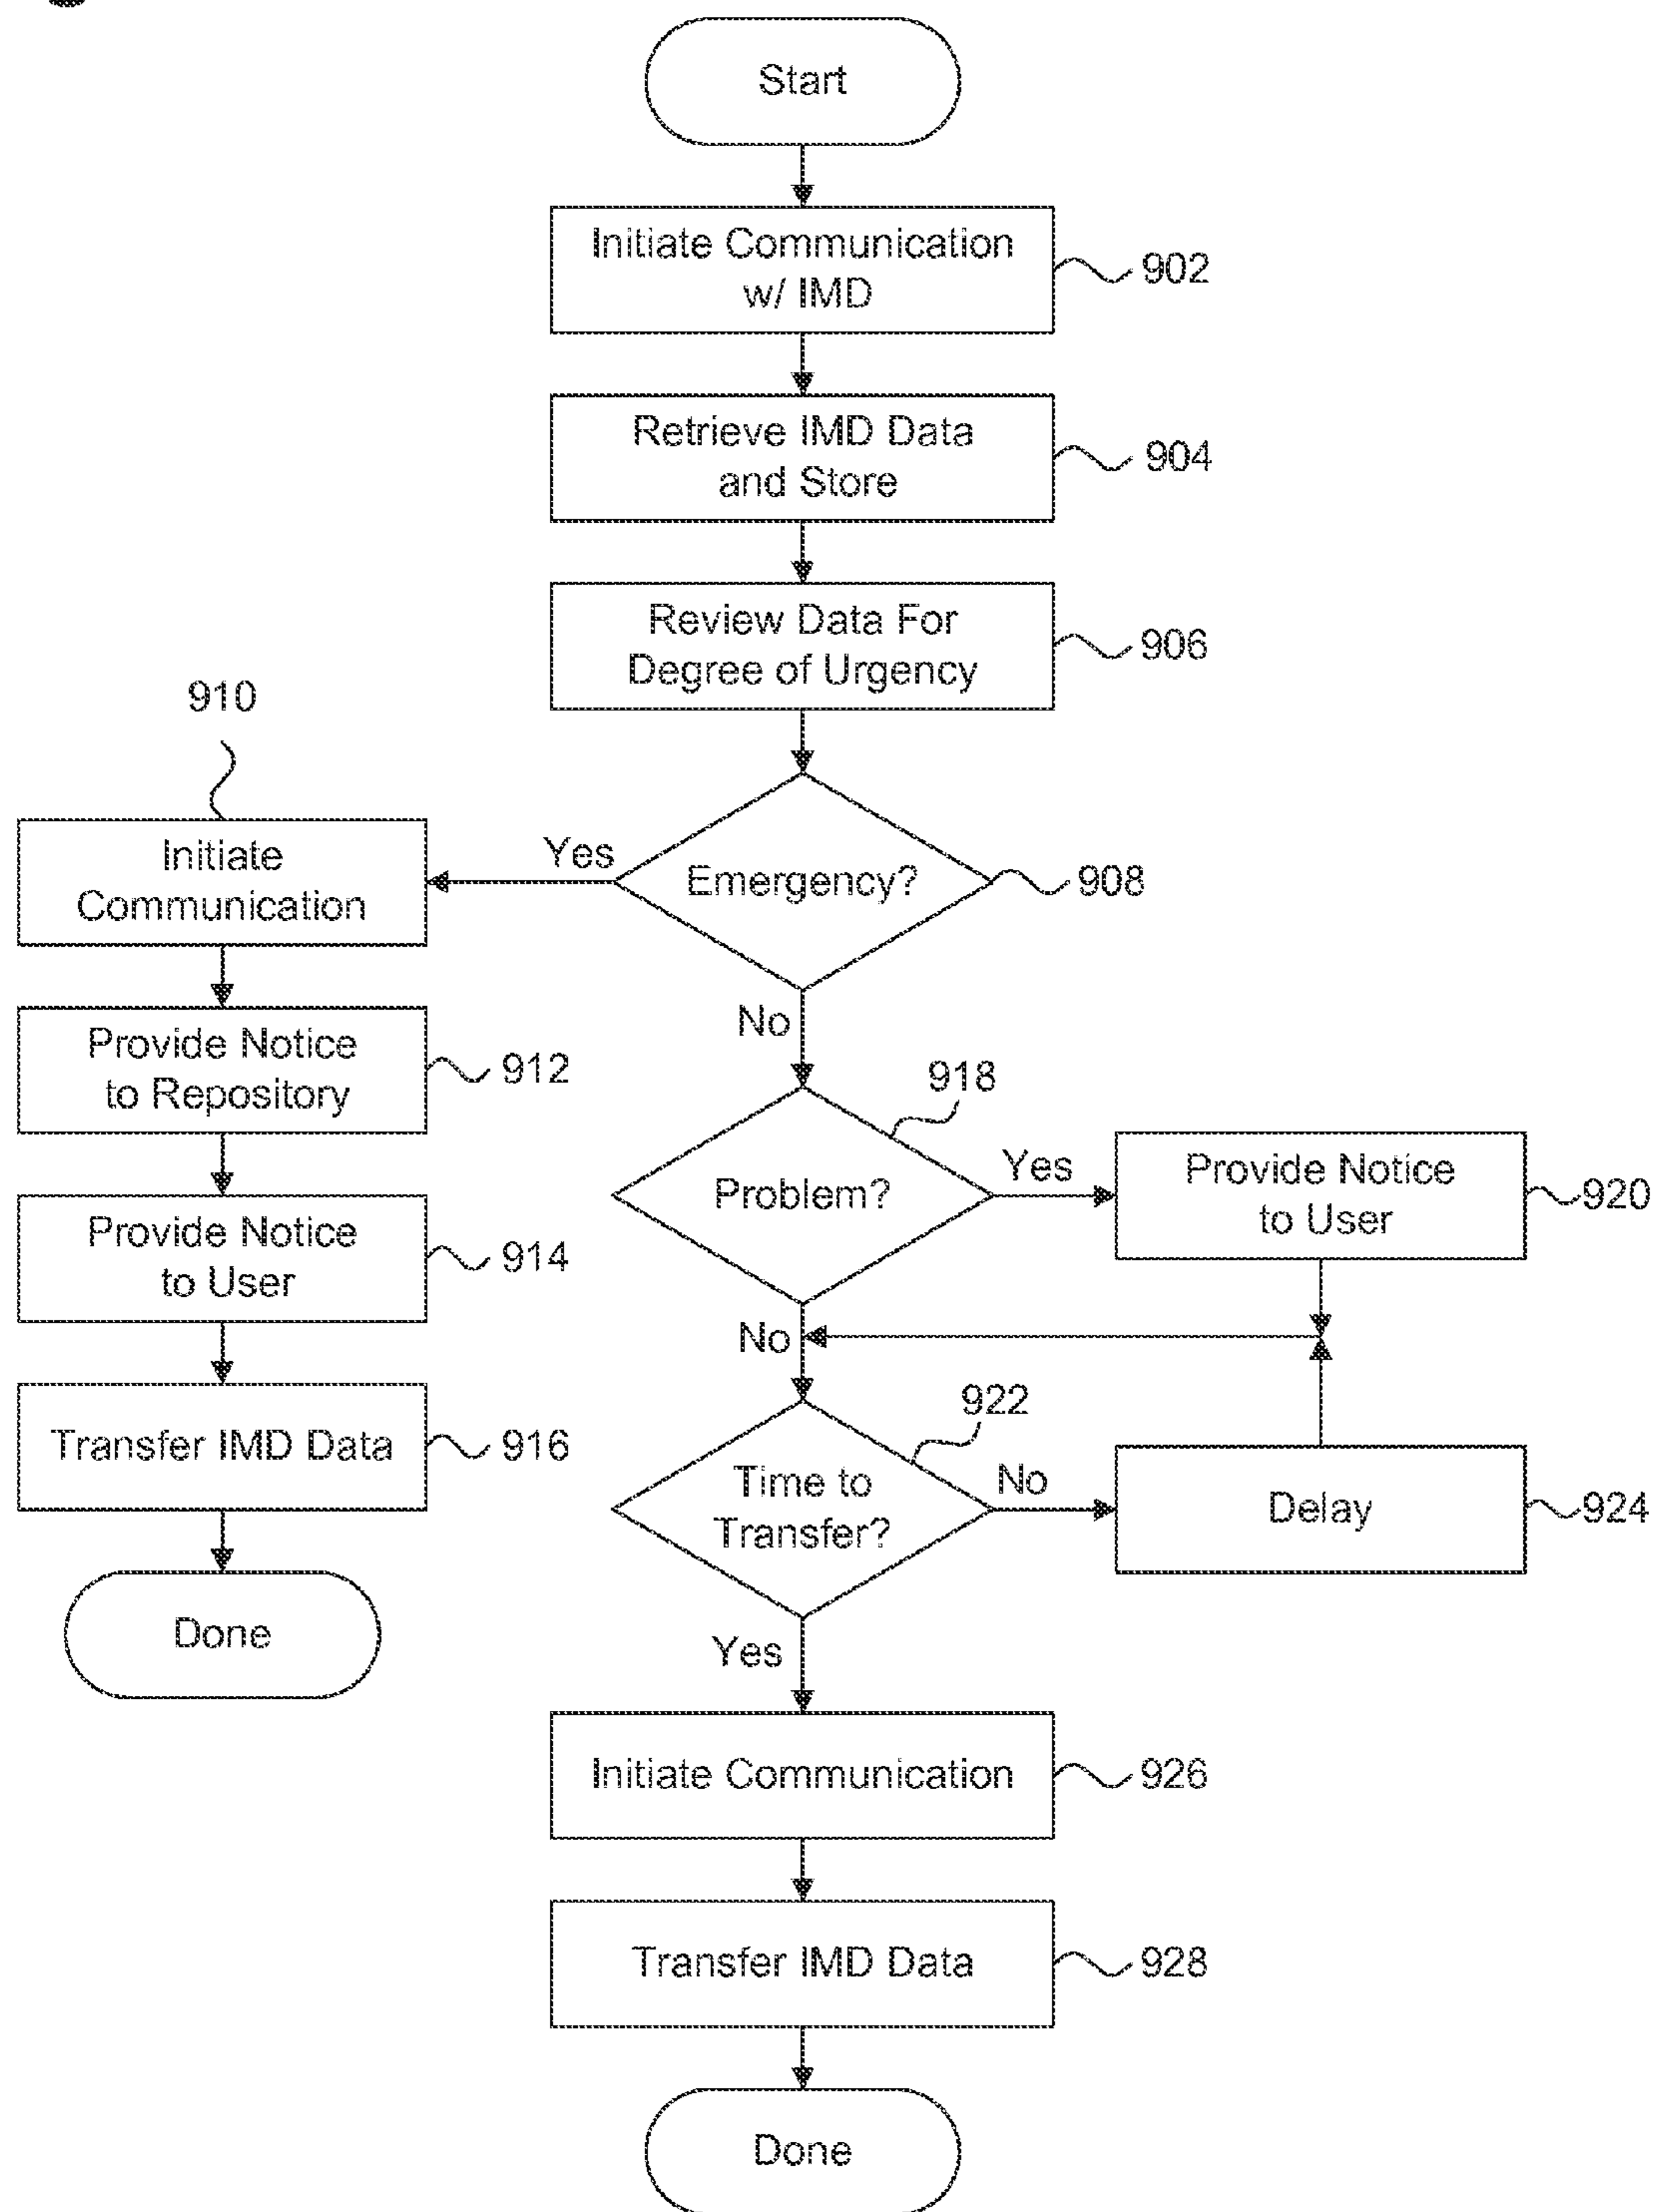 Start
Initiate Communication
w/ IMD
902
Retrieve IMD Data
and Store
904
Review Data For
Degree of Urgency
906
910
Initiate
Communication
Yes
Emergency?
908
No
Provide Notice
to Repository
912
918
Problem?
Yes
Provide Notice
to User
920
Provide Notice
to User
914
No
922
Transfer IMD Data
916
Time to
Transfer?
No
Delay
924
Done
Yes
Initiate Communication
926
Transfer IMD Data
928
Done